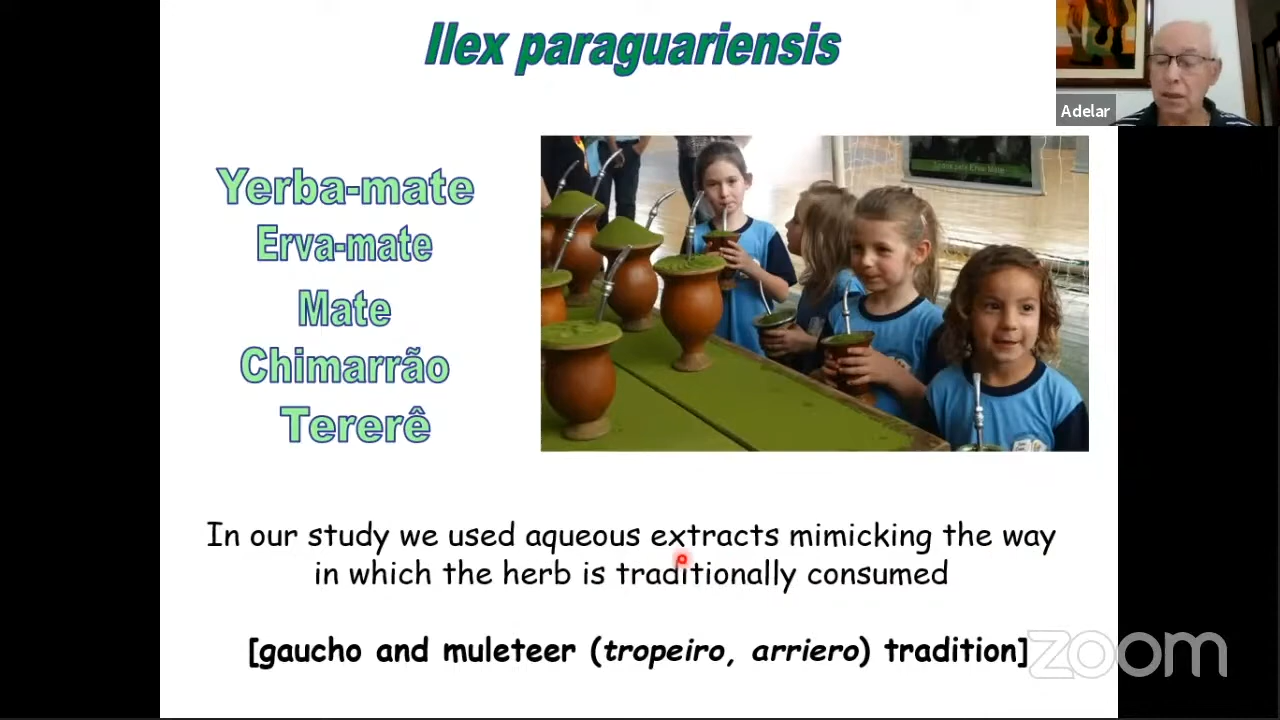 Ilex paraguariensis
Adelar
Yerba-mate
Erva-mate
Mate
Chimarrão
Tererê
In our study we used aqueous extracts mimicking the way
in which the herb is traditionally consumed
[gaucho and muleteer (tropeiro, arriero) tradition]
zoom